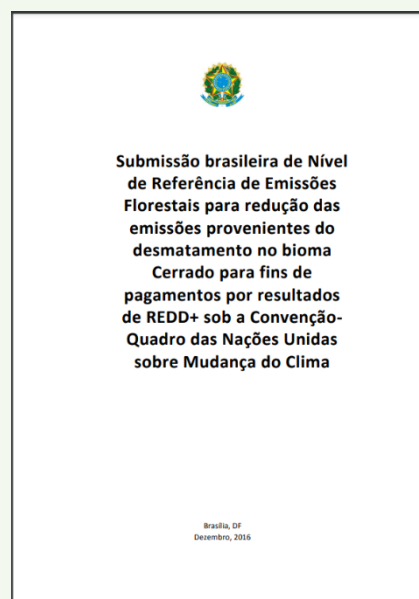 Submissão brasileira de Nível
de Referência de Emissões
Florestais para redução das
emissões provenientes do
desmatamento no bioma
Cerrado para fins de
pagamentos por resultados
de REDD+ sob a Convenção-
Quadro das Nações Unidas
sobre Mudança do Clima
Brasília, DF
Dezembro, 2016